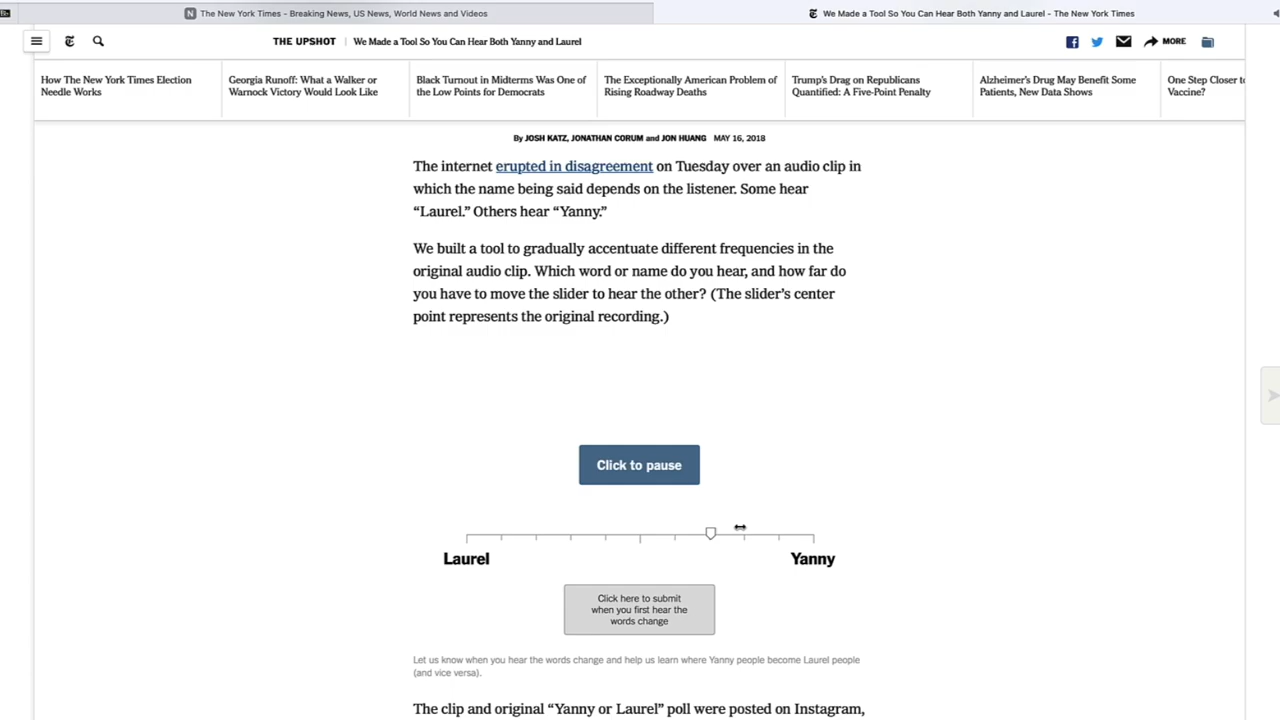 The New York Times - Breaking News, US News, World News and Videos
We Made a Tool So You Can Hear Both Yanny and Laurel - The New York Times
THE UPSHOT | We Made a Tool So You Can Hear Both Yanny and Laurel
MORE
How The New York Times Election
Needle Works
Georgia Runoff: What a Walker or
Warnock Victory Would Look Like
Black Turnout in Midterms Was One of
the Low Points for Democrats
The Exceptionally American Problem of
Rising Roadway Deaths
Trump's Drag on Republicans
Quantified: A Five-Point Penalty
Alzheimer's Drug May Benefit Some
Patients, New Data Shows
One Step Closer to
Vaccine?
By JOSH KATZ, JONATHAN CORUM and JON HUANG MAY 16, 2018
The internet erupted in disagreement on Tuesday over an audio clip in
which the name being said depends on the listener. Some hear
“Laurel.” Others hear “Yanny.”
We built a tool to gradually accentuate different frequencies in the
original audio clip. Which word or name do you hear, and how far do
you have to move the slider to hear the other? (The slider’s center
point represents the original recording.)
Click to pause
Laurel
Yanny
Click here to submit
when you first hear the
words change
Let us know when you hear the words change and help us learn where Yanny people become Laurel people
(and vice versa).
The clip and original “Yanny or Laurel” poll were posted on Instagram,